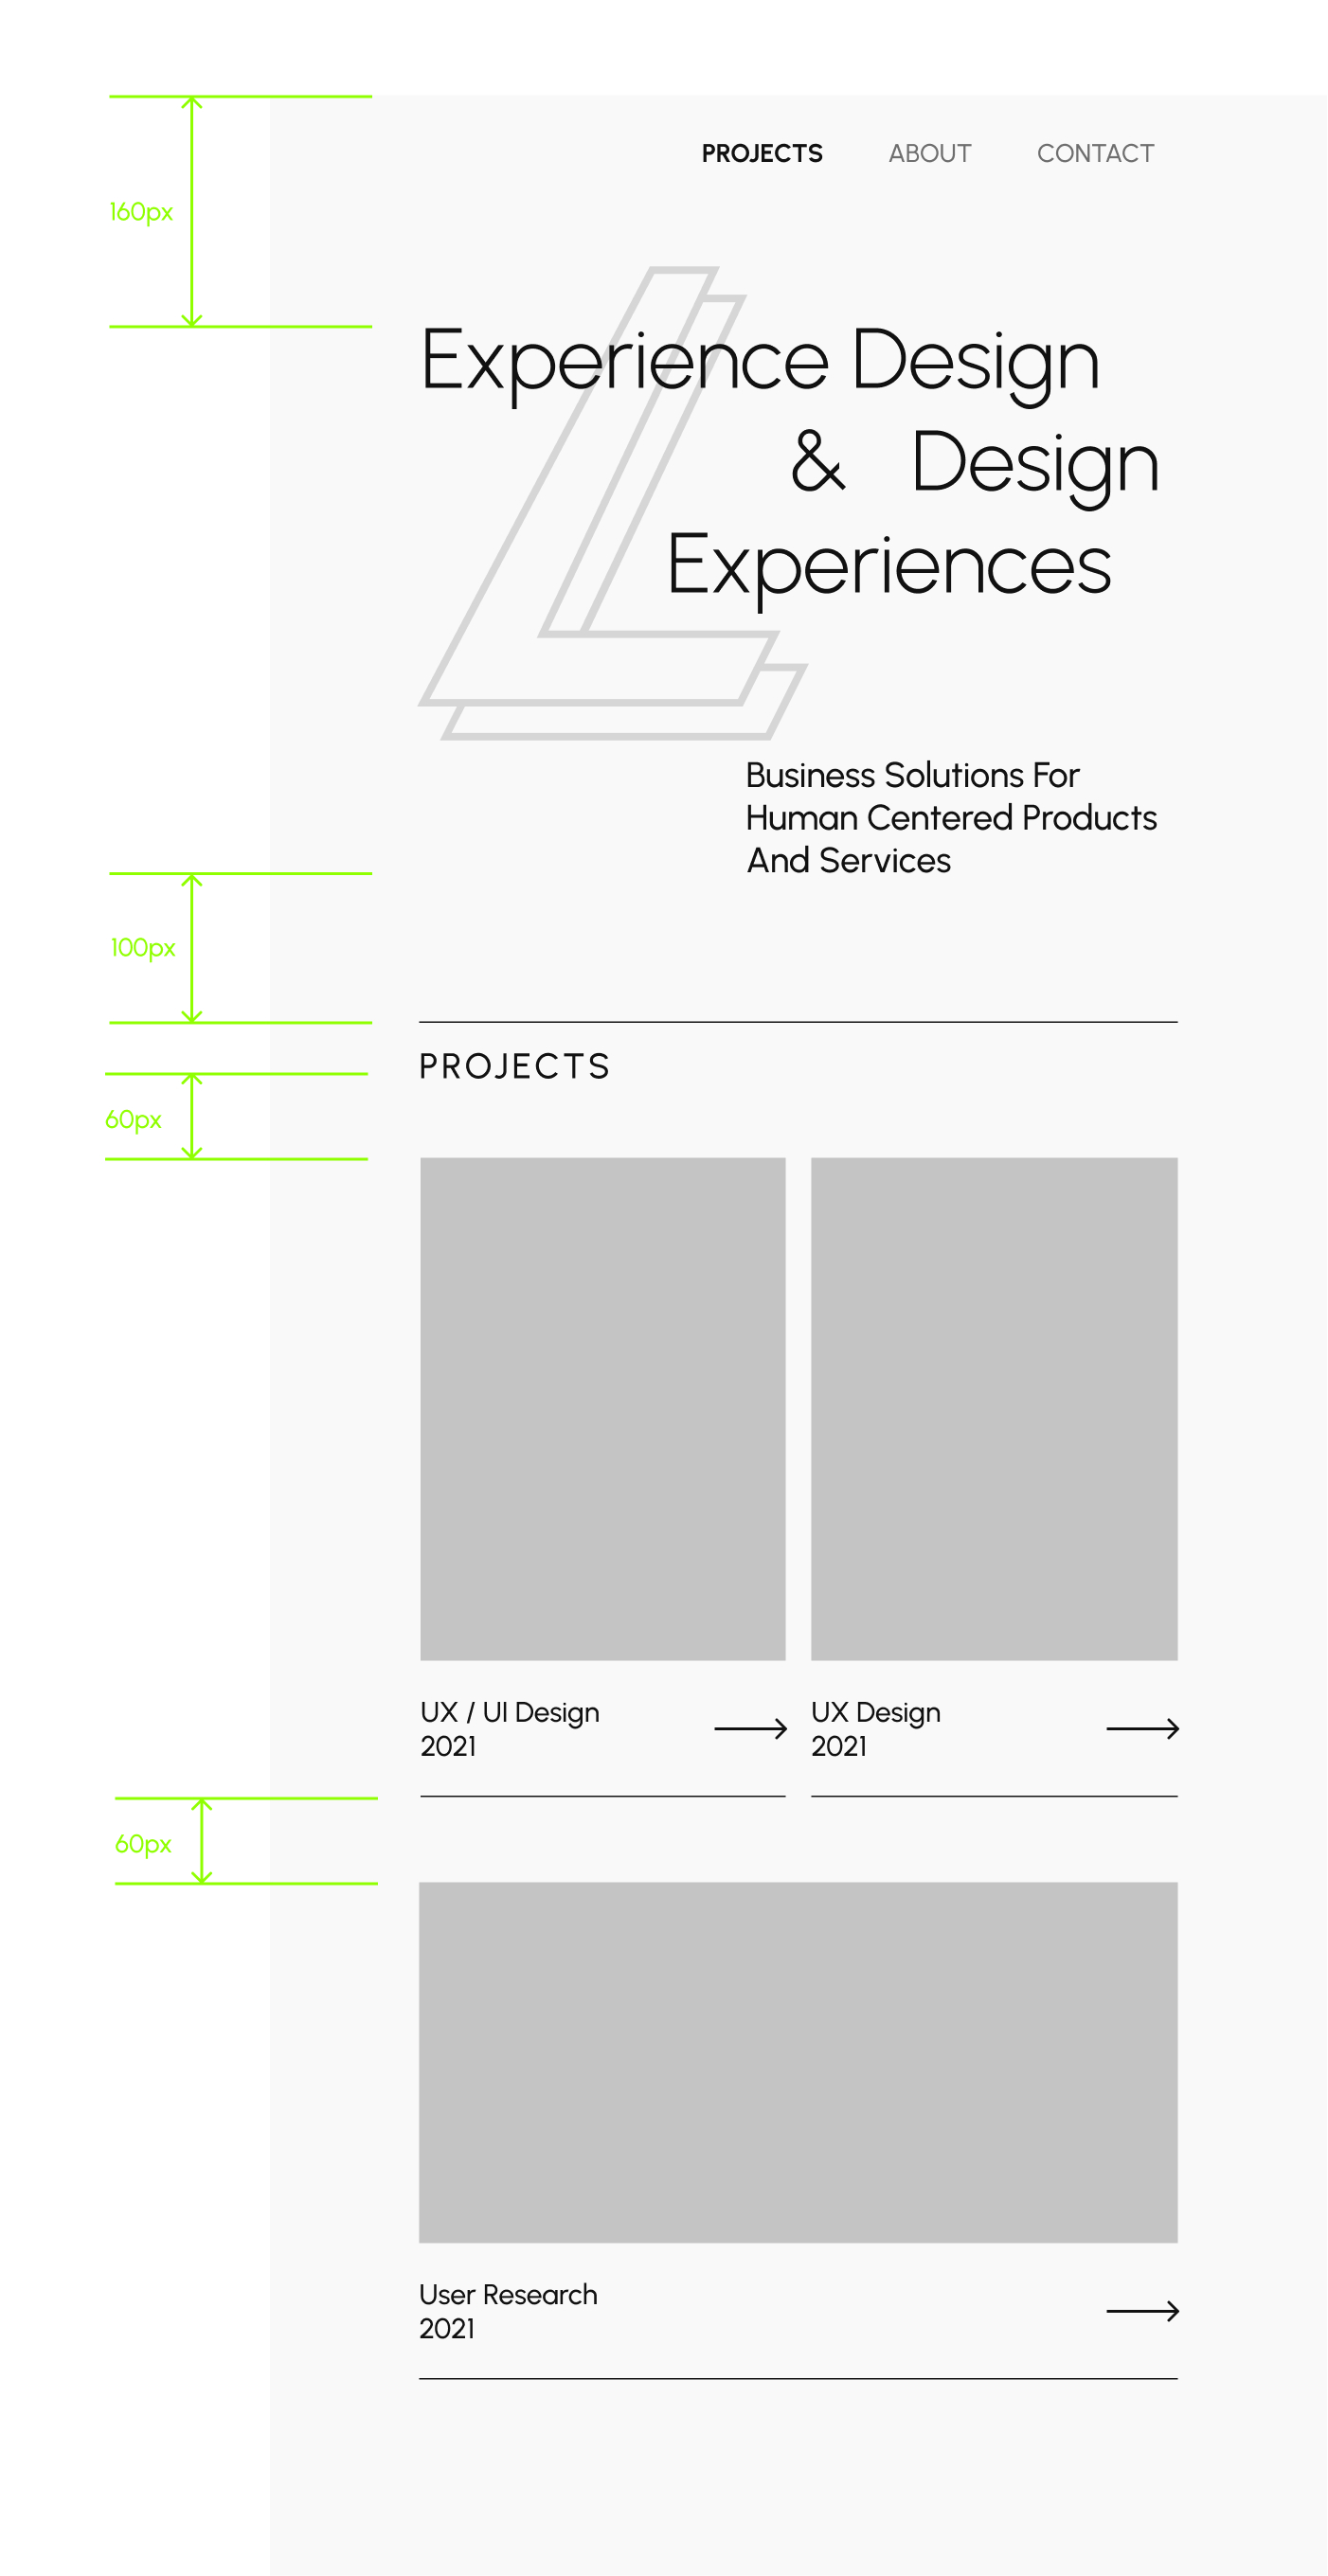 PROJECTS ABOUT CONTACT
160px
Experience Design
& Design
Experiences
Business Solutions For
Human Centered Products
And Services
100px
PROJECTS
60px
UX / UI Design
2021
UX Design
2021
60px
User Research
2021